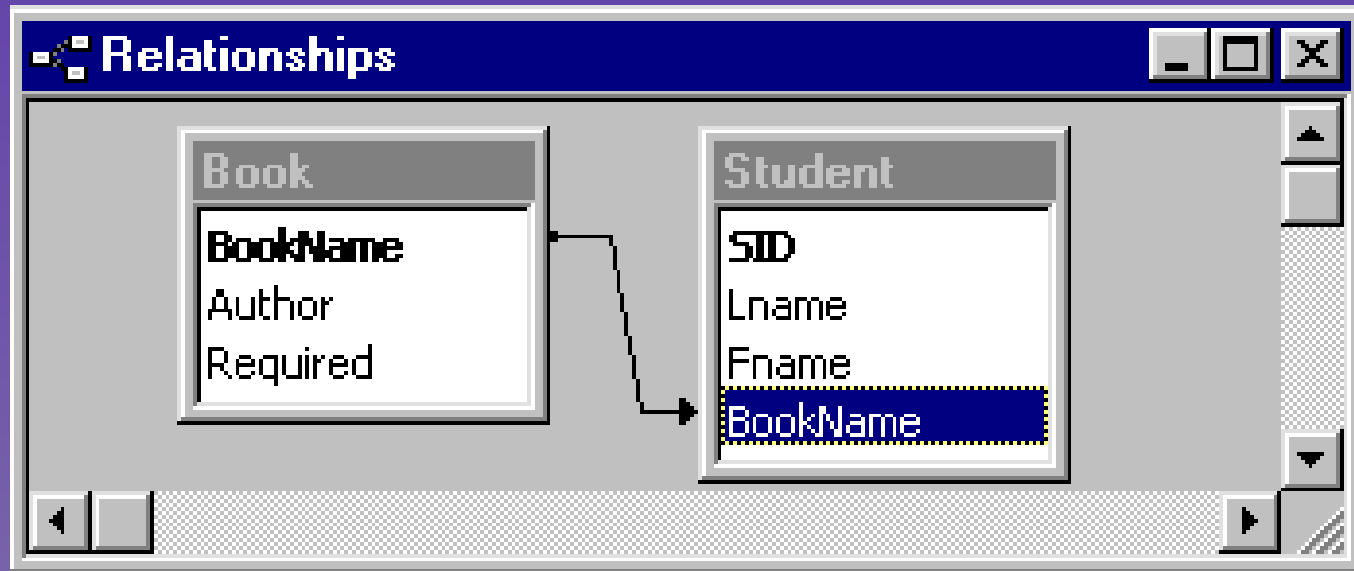 Relationships
Book
BookName
Author
Required
Student
SID
Lname
Fname
BookName